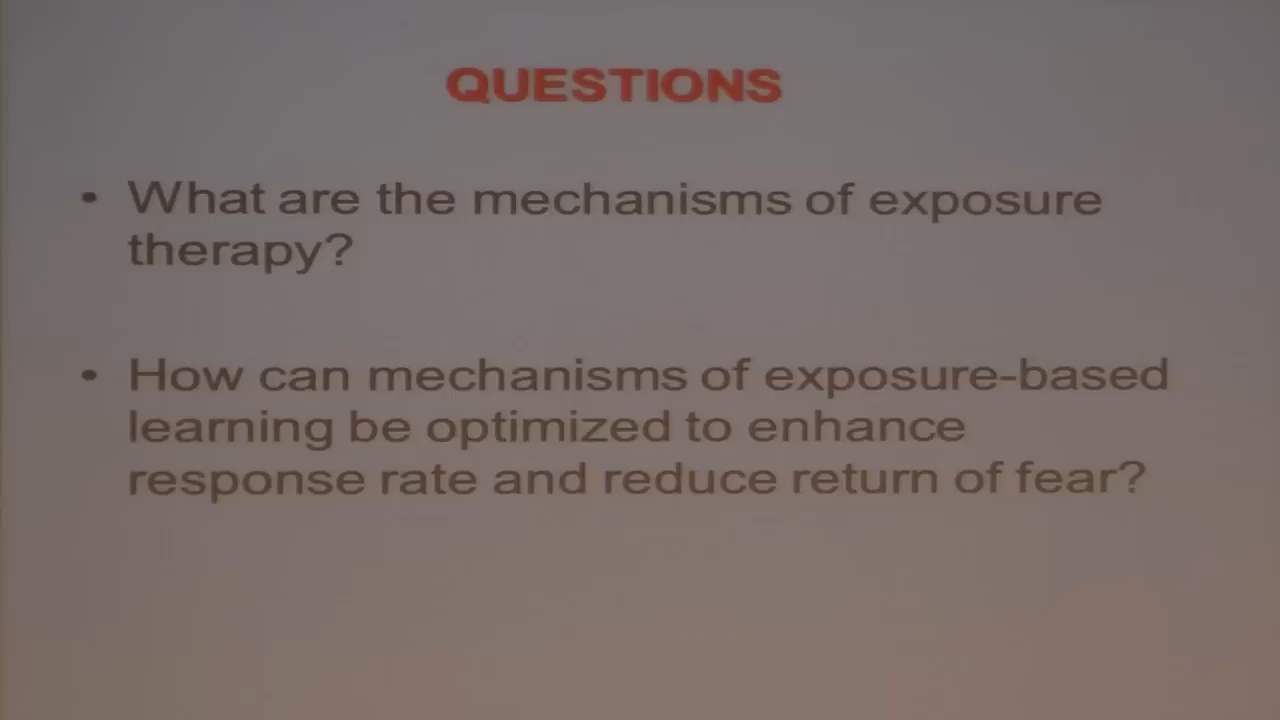 QUESTIONS
• What are the mechanisms of exposure
therapy?
• How can mechanisms of exposure-based
learning be optimized to enhance
response rate and reduce return of fear?